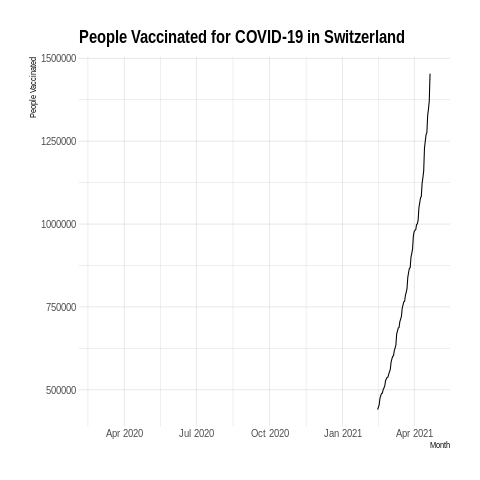 People Vaccinated for COVID-19 in Switzerland
People Vaccinated
1500000
1250000
1000000
750000
500000
Apr 2020 Jul 2020 Oct 2020 Jan 2021 Apr 2021
Month